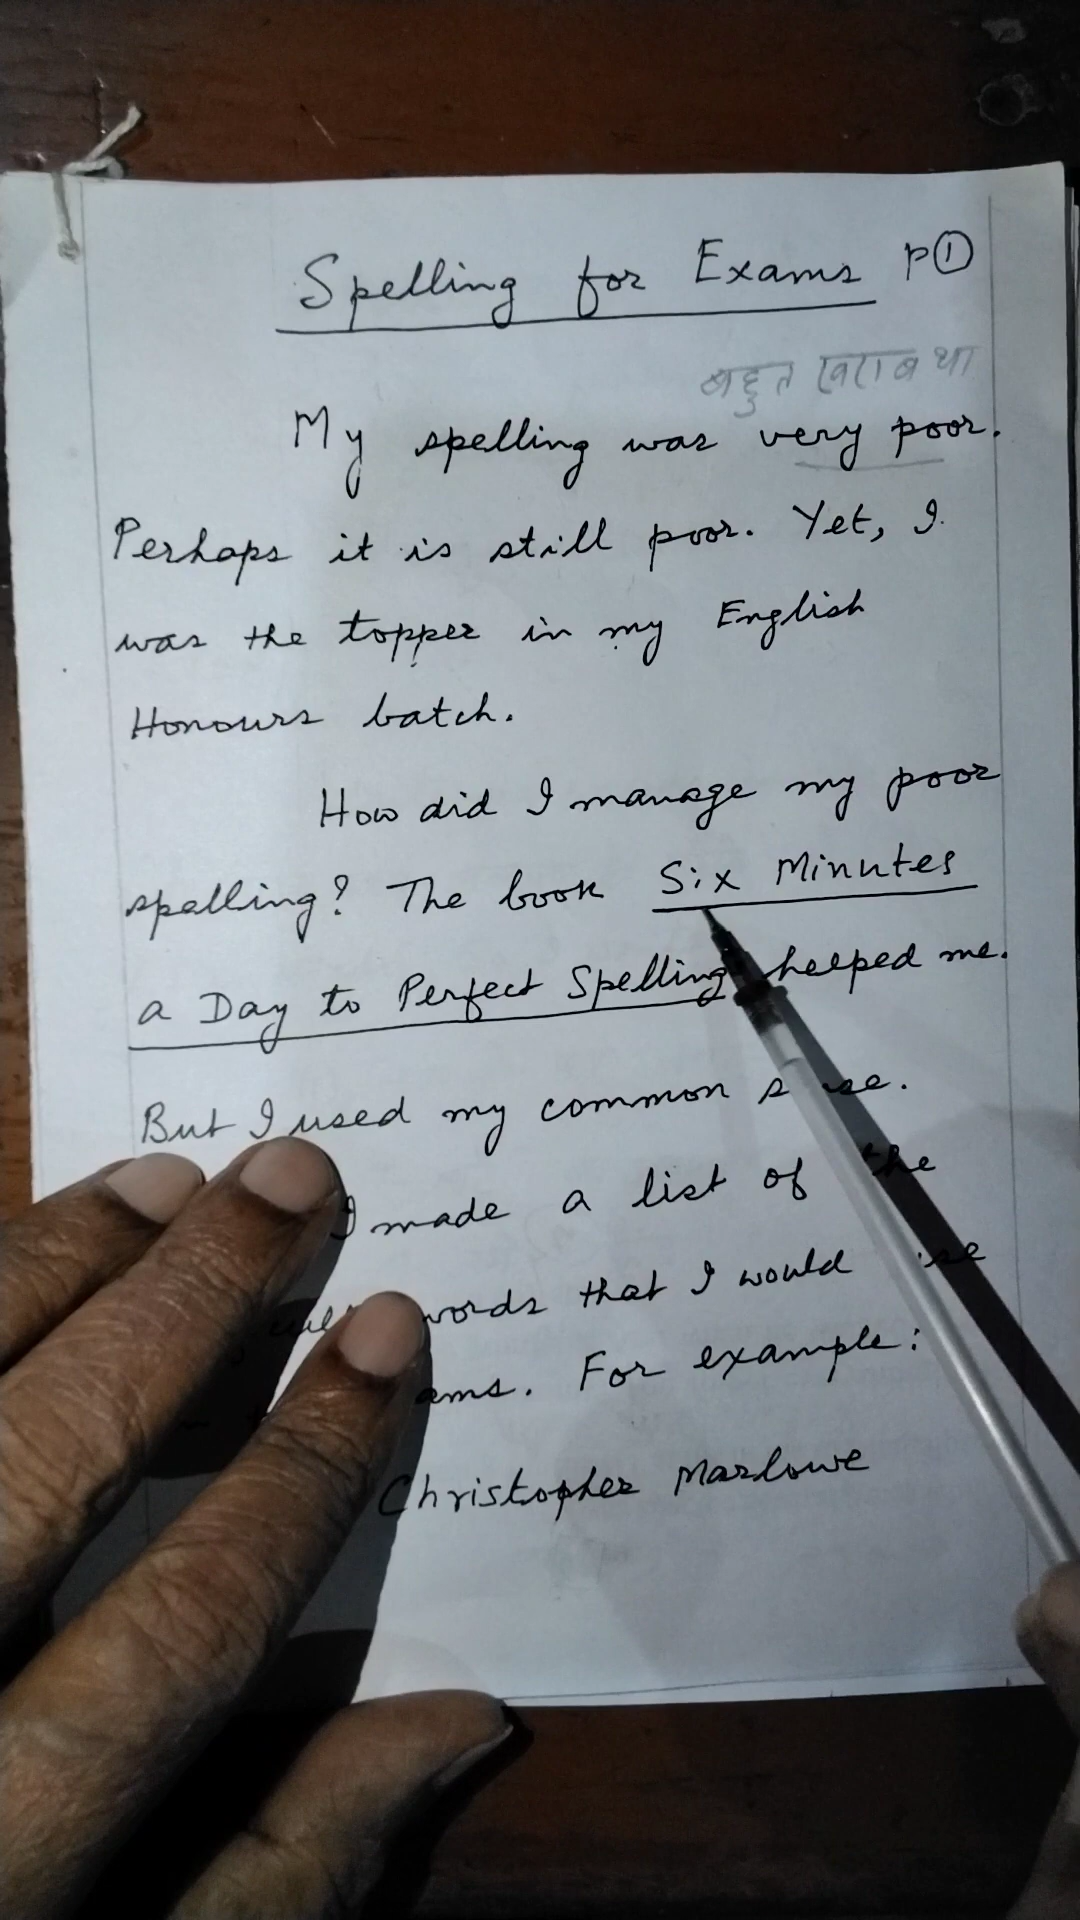 Spelling for Exams P①
बहुत खराब था
My spelling was very poor.
Perhaps it is still poor. Yet, I
was the topper in my English
Honours batch.
How did I manage my poor
spelling? The book Six Minutes
a Day to Perfect Spelling helped me.
But I used my common
I made a list of the
words that I would
For example:
Christopher Marlowe